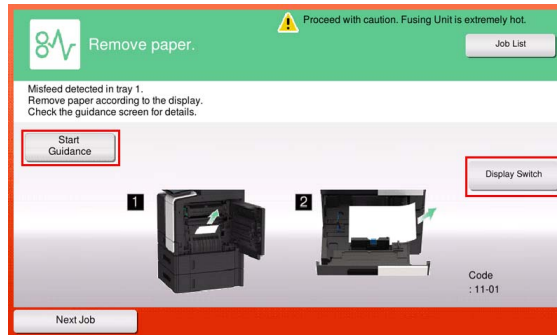 Proceed with caution. Fusing Unit is extremely hot.
Remove paper.
Job List
Misfeed detected in tray 1.
Remove paper according to the display.
Check the guidance screen for details.
Start
Guidance
Display Switch
1
2
Code
: 11-01
Next Job